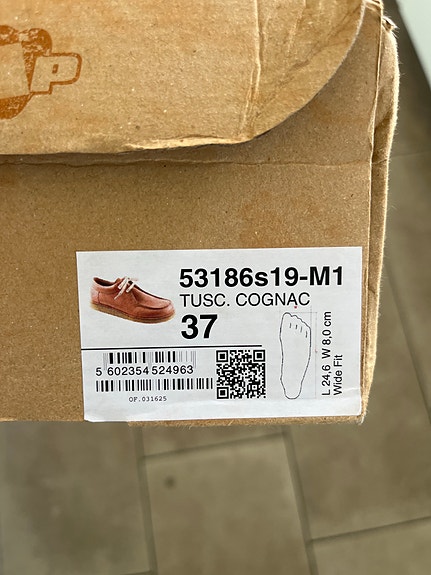 53186s19-M1
TUSC. COGNAC
37
5 602354 524963
OF.031625
L 24,6 W 8,0 cm
Wide Fit